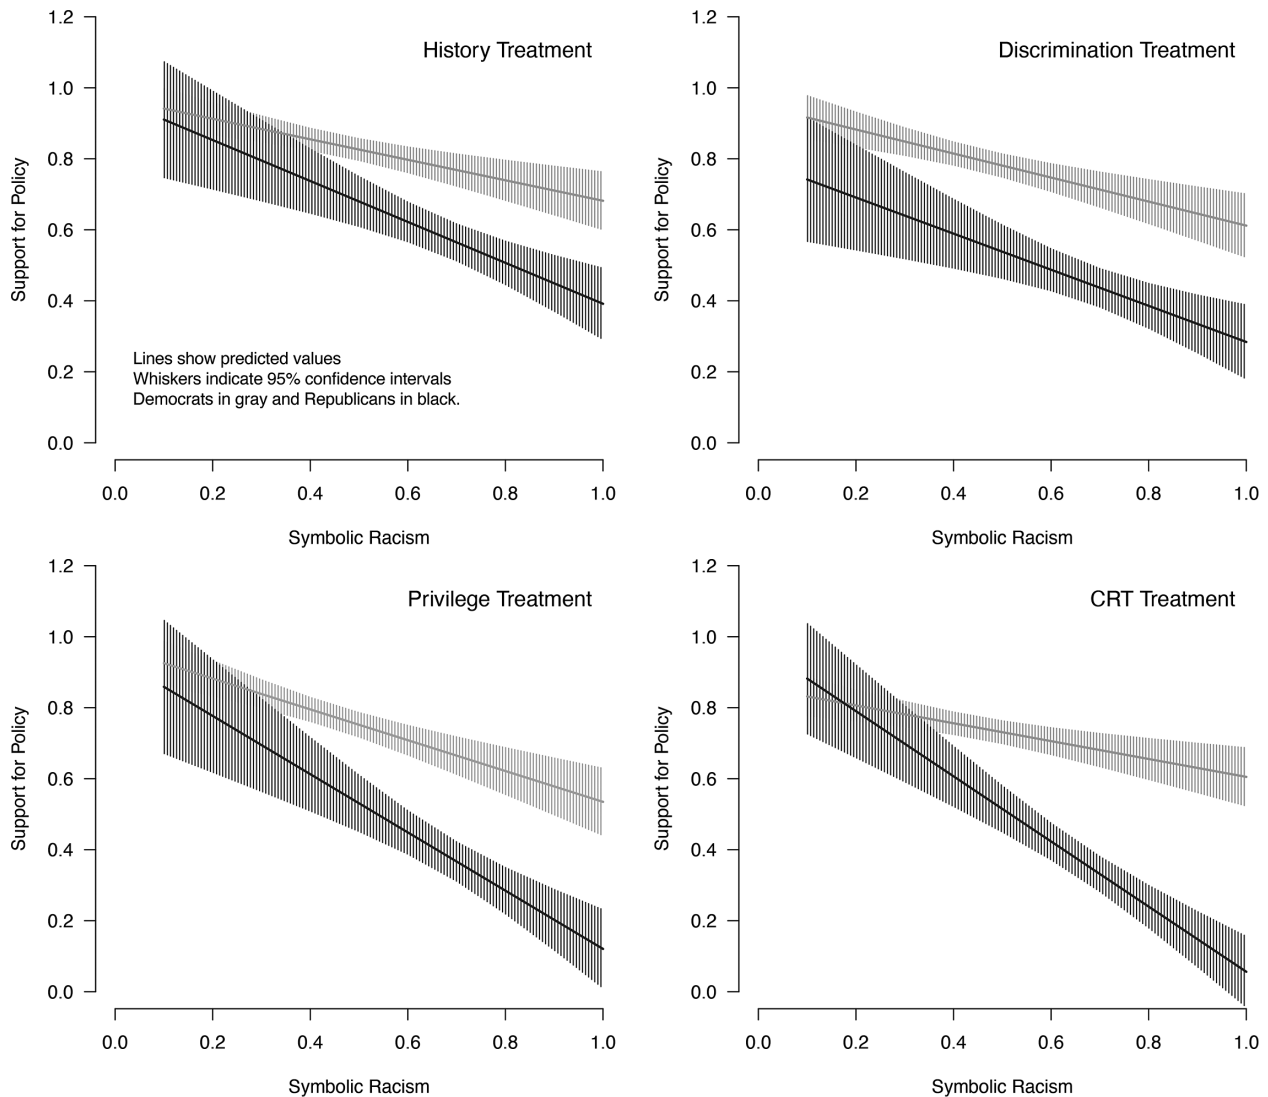 History Treatment
Support for Policy
1.2
1.0
0.8
0.6
0.4
0.2
0.0
Lines show predicted values
Whiskers indicate 95% confidence intervals
Democrats in gray and Republicans in black.
0.0 0.2 0.4 0.6 0.8 1.0
Symbolic Racism
Discrimination Treatment
Support for Policy
1.2
1.0
0.8
0.6
0.4
0.2
0.0
0.0 0.2 0.4 0.6 0.8 1.0
Symbolic Racism
Privilege Treatment
Support for Policy
1.2
1.0
0.8
0.6
0.4
0.2
0.0
0.0 0.2 0.4 0.6 0.8 1.0
Symbolic Racism
CRT Treatment
Support for Policy
1.2
1.0
0.8
0.6
0.4
0.2
0.0
0.0 0.2 0.4 0.6 0.8 1.0
Symbolic Racism